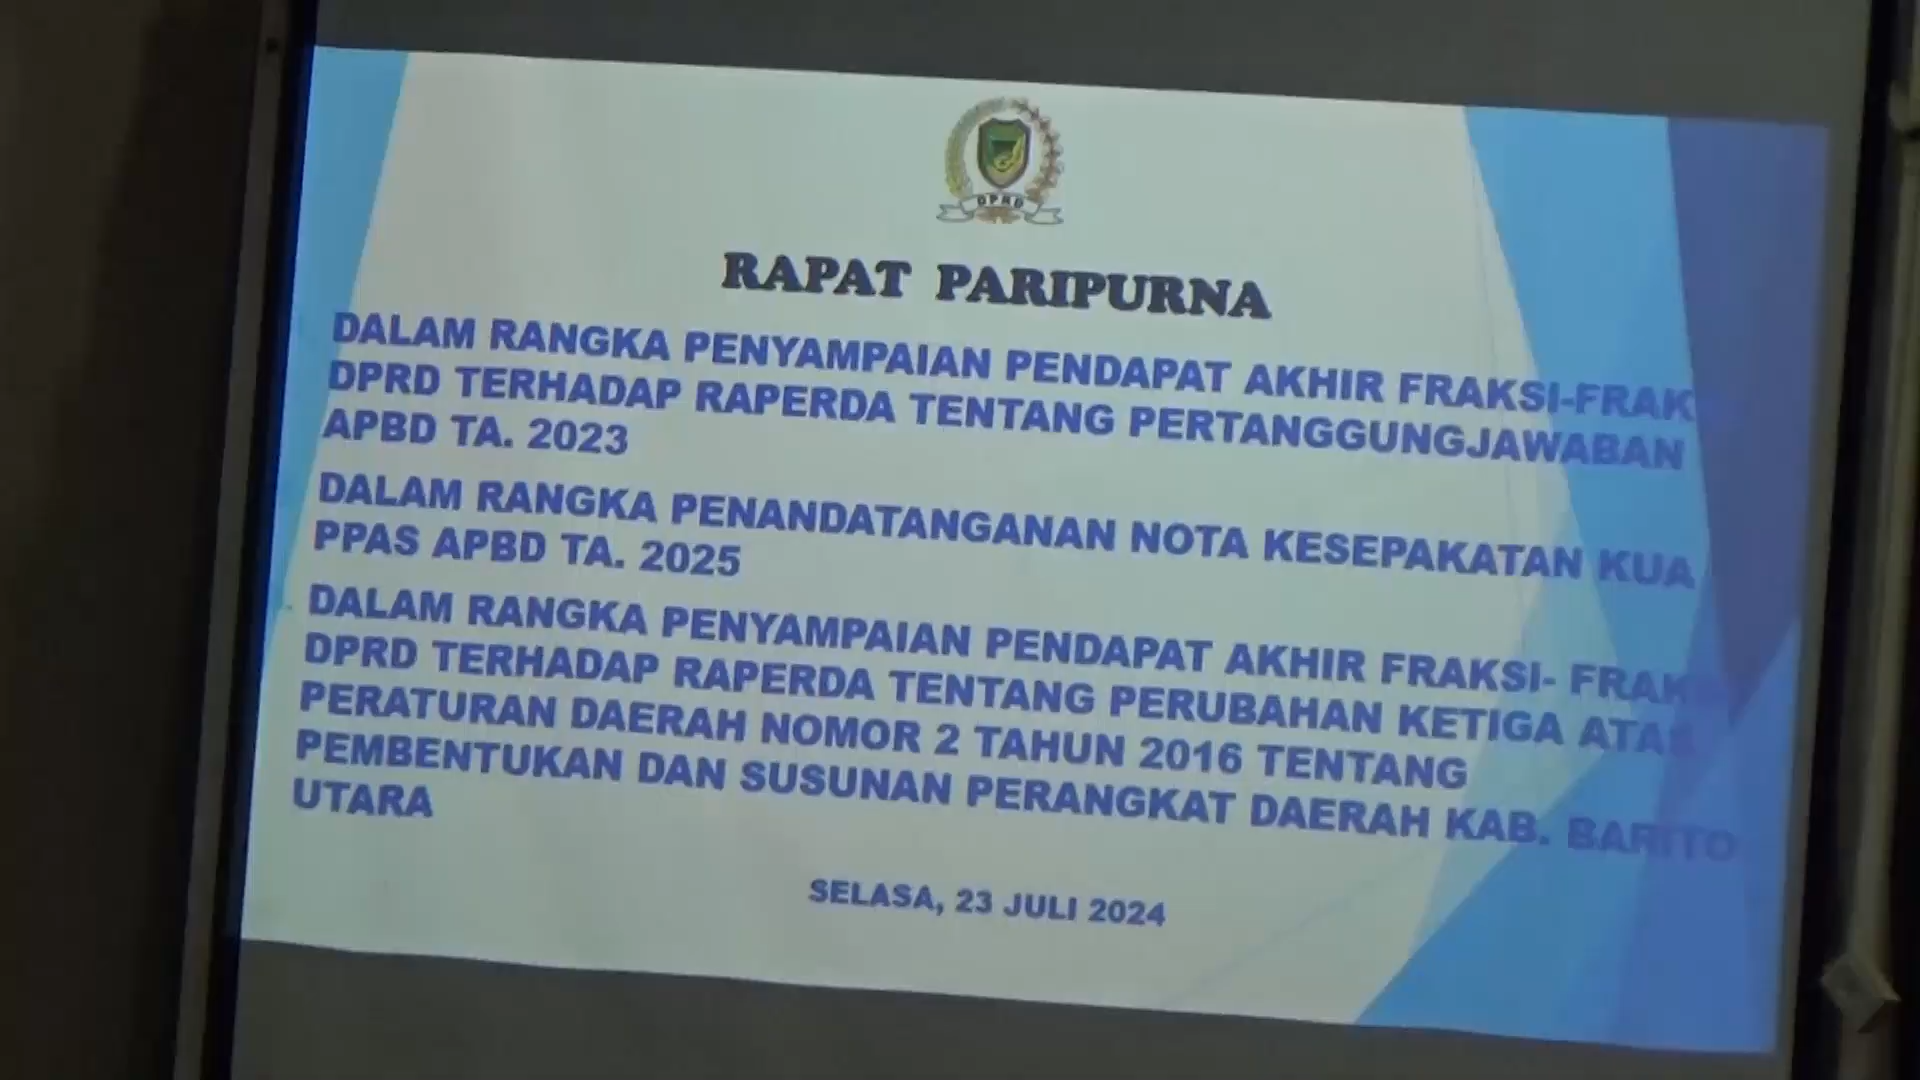 DPRD
RAPAT PARIPURNA
DALAM RANGKA PENYAMPAIAN PENDAPAT AKHIR FRAKSI-FRAK
DPRD TERHADAP RAPERDA TENTANG PERTANGGUNGJAWABAN
APBD TA. 2023
DALAM RANGKA PENANDATANGANAN NOTA KESEPAKATAN KUA
PPAS APBD TA. 2025
DALAM RANGKA PENYAMPAIAN PENDAPAT AKHIR FRAKSI- FRAK
DPRD TERHADAP RAPERDA TENTANG PERUBAHAN KETIGA ATAS
PERATURAN DAERAH NOMOR 2 TAHUN 2016 TENTANG
PEMBENTUKAN DAN SUSUNAN PERANGKAT DAERAH KAB. BARITO
UTARA
SELASA, 23 JULI 2024